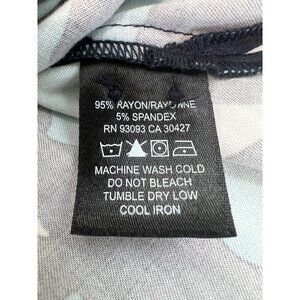 95% RAYON/RAYONNE
5% SPANDEX
RN 93093 CA 30427
MACHINE WASH COLD
DO NOT BLEACH
TUMBLE DRY LOW
COOL IRON